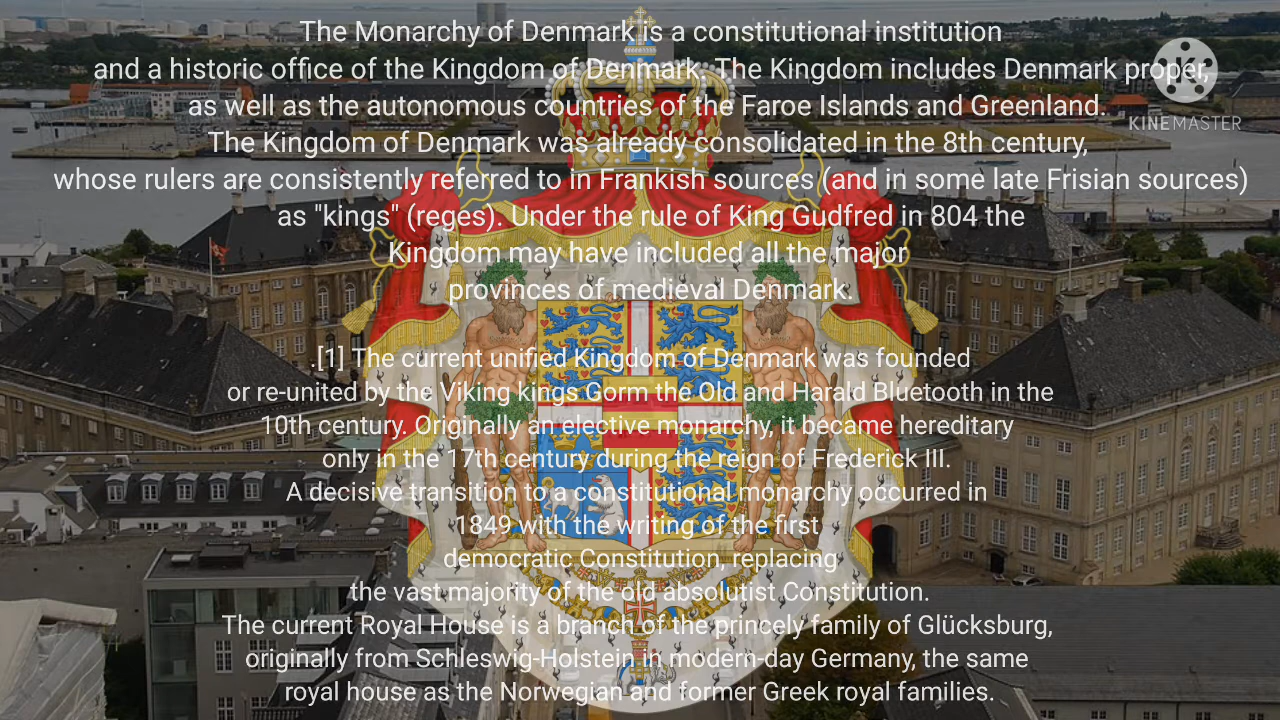 The Monarchy of Denmark is a constitutional institution
and a historic office of the Kingdom of Denmark. The Kingdom includes Denmark proper,
as well as the autonomous countries of the Faroe Islands and Greenland.
The Kingdom of Denmark was already consolidated in the 8th century,
whose rulers are consistently referred to in Frankish sources (and in some late Frisian sources)
as "kings" (reges). Under the rule of King Gudfred in 804 the
Kingdom may have included all the major
provinces of medieval Denmark.
.[1] The current unified Kingdom of Denmark was founded
or re-united by the Viking kings Gorm the Old and Harald Bluetooth in the
10th century. Originally an elective monarchy, it became hereditary
only in the 17th century during the reign of Frederick III.
A decisive transition to a constitutional monarchy occurred in
1849 with the writing of the first
democratic Constitution, replacing
the vast majority of the old absolutist Constitution.
The current Royal House is a branch of the princely family of Glücksburg,
originally from Schleswig-Holstein in modern-day Germany, the same
royal house as the Norwegian and former Greek royal families.
KINEMASTER